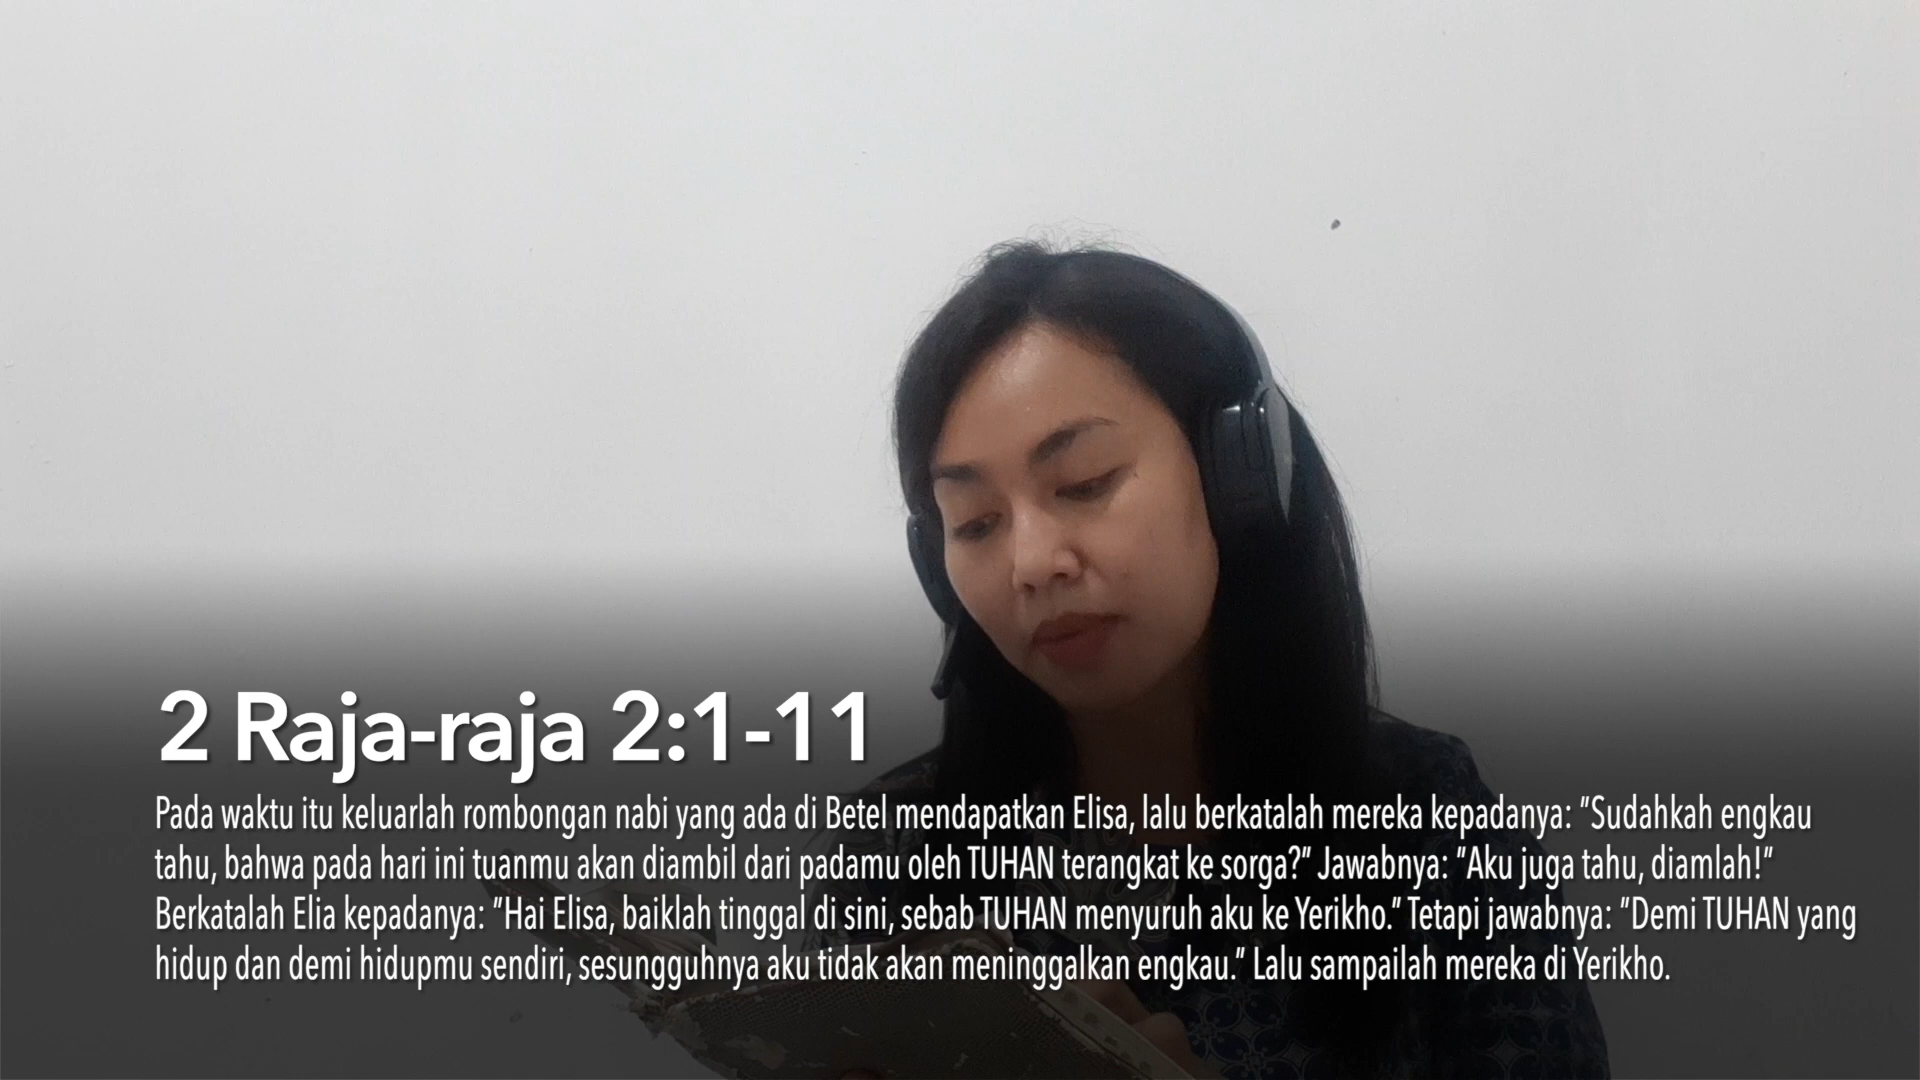 2 Raja-raja 2:1-11
Pada waktu itu keluarlah rombongan nabi yang ada di Betel mendapatkan Elisa, lalu berkatalah mereka kepadanya: "Sudahkah engkau
tahu, bahwa pada hari ini tuanmu akan diambil dari padamu oleh TUHAN terangkat ke sorga?" Jawabnya: "Aku juga tahu, diamlah!"
Berkatalah Elia kepadanya: "Hai Elisa, baiklah tinggal di sini, sebab TUHAN menyuruh aku ke Yerikho." Tetapi jawabnya: "Demi TUHAN yang
hidup dan demi hidupmu sendiri, sesungguhnya aku tidak akan meninggalkan engkau." Lalu sampailah mereka di Yerikho.